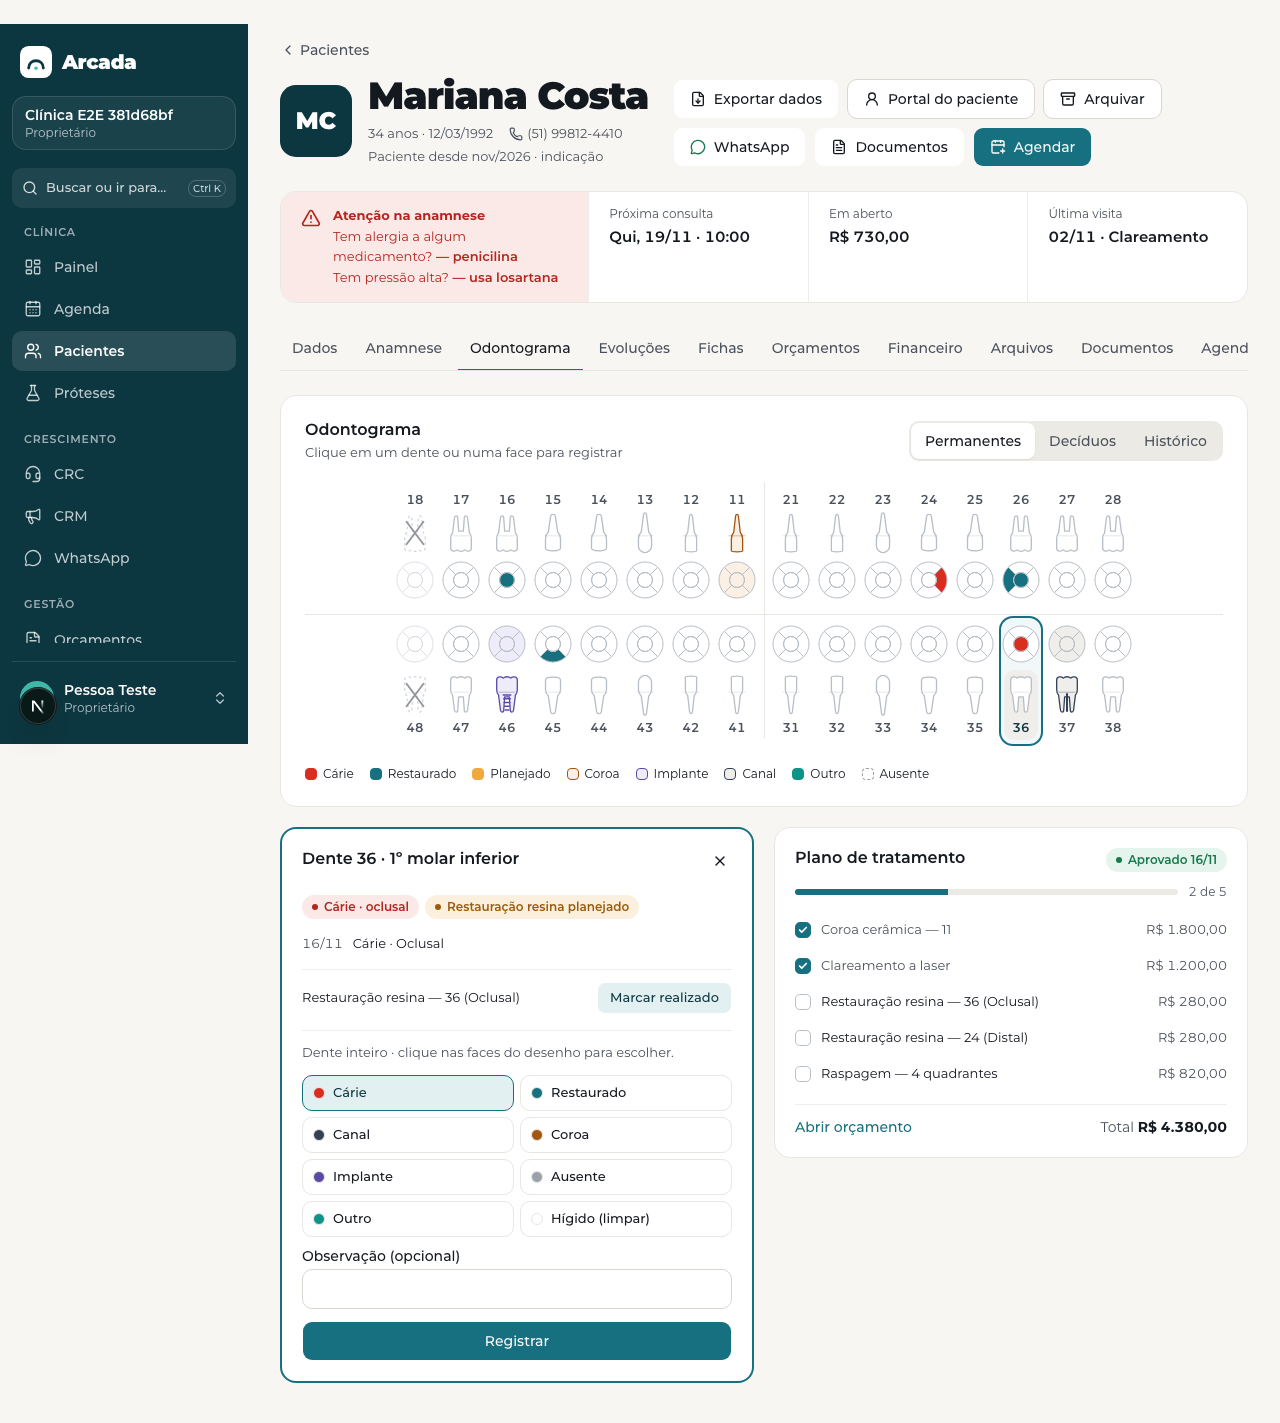 Arcada
Clínica E2E 381d68bf
Proprietário
Buscar ou ir para... Ctrl K
CLÍNICA
Painel
Agenda
Pacientes
Próteses
CRESCIMENTO
CRC
CRM
WhatsApp
GESTÃO
Orçamentos
Pessoa Teste
Proprietário
N
Pacientes
MC
Mariana Costa
34 anos · 12/03/1992 (51) 99812-4410
Paciente desde nov/2026 · indicação
Exportar dados Portal do paciente Arquivar
WhatsApp Documentos Agendar
Atenção na anamnese
Tem alergia a algum
medicamento? — penicilina
Tem pressão alta? — usa losartana
Próxima consulta
Qui, 19/11 · 10:00
Em aberto
R$ 730,00
Última visita
02/11 · Clareamento
Dados Anamnese Odontograma Evoluções Fichas Orçamentos Financeiro Arquivos Documentos Agend
Odontograma
Clique em um dente ou numa face para registrar
Permanentes Decíduos Histórico
18 17 16 15 14 13 12 11 21 22 23 24 25 26 27 28
48 47 46 45 44 43 42 41 31 32 33 34 35 36 37 38
Cárie Restaurado Planejado Coroa Implante Canal Outro Ausente
Dente 36 · 1º molar inferior
Cárie · oclusal Restauração resina planejado
16/11 Cárie · Oclusal
Restauração resina — 36 (Oclusal) Marcar realizado
Dente inteiro · clique nas faces do desenho para escolher.
Cárie Restaurado
Canal Coroa
Implante Ausente
Outro Hígido (limpar)
Observação (opcional)
Registrar
Plano de tratamento Aprovado 16/11
2 de 5
Coroa cerâmica — 11 R$ 1.800,00
Clareamento a laser R$ 1.200,00
Restauração resina — 36 (Oclusal) R$ 280,00
Restauração resina — 24 (Distal) R$ 280,00
Raspagem — 4 quadrantes R$ 820,00
Abrir orçamento Total R$ 4.380,00